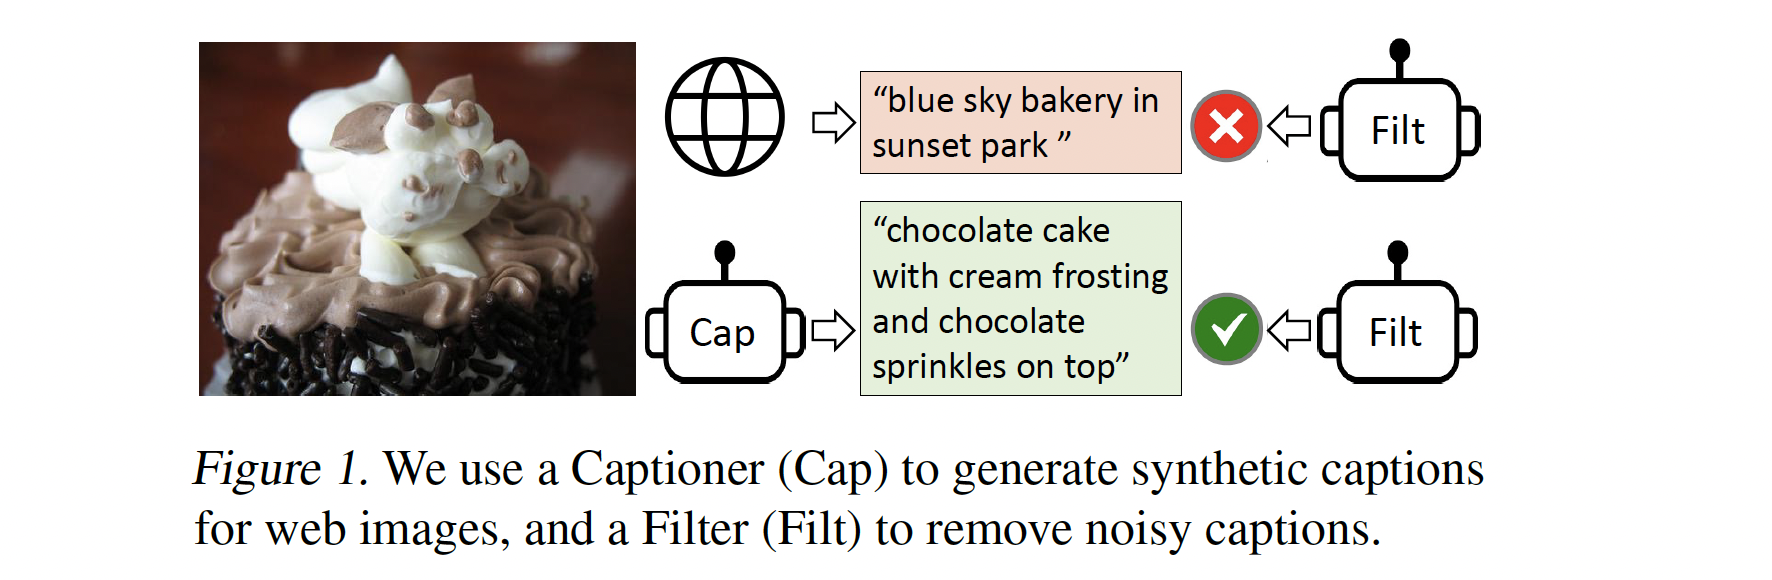 “blue sky bakery in
sunset park ”
Filt
“chocolate cake
with cream frosting
and chocolate
sprinkles on top”
Cap
Filt
Figure 1. We use a Captioner (Cap) to generate synthetic captions
for web images, and a Filter (Filt) to remove noisy captions.